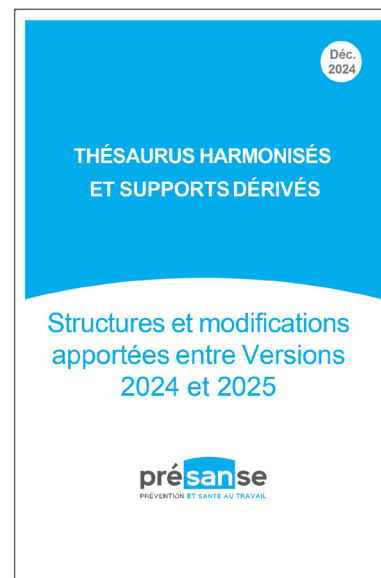 Déc.
2024
THÉSAURUS HARMONISÉS
ET SUPPORTS DÉRIVÉS
Structures et modifications
apportées entre Versions
2024 et 2025
présanse
PRÉVENTION ET SANTÉ AU TRAVAIL